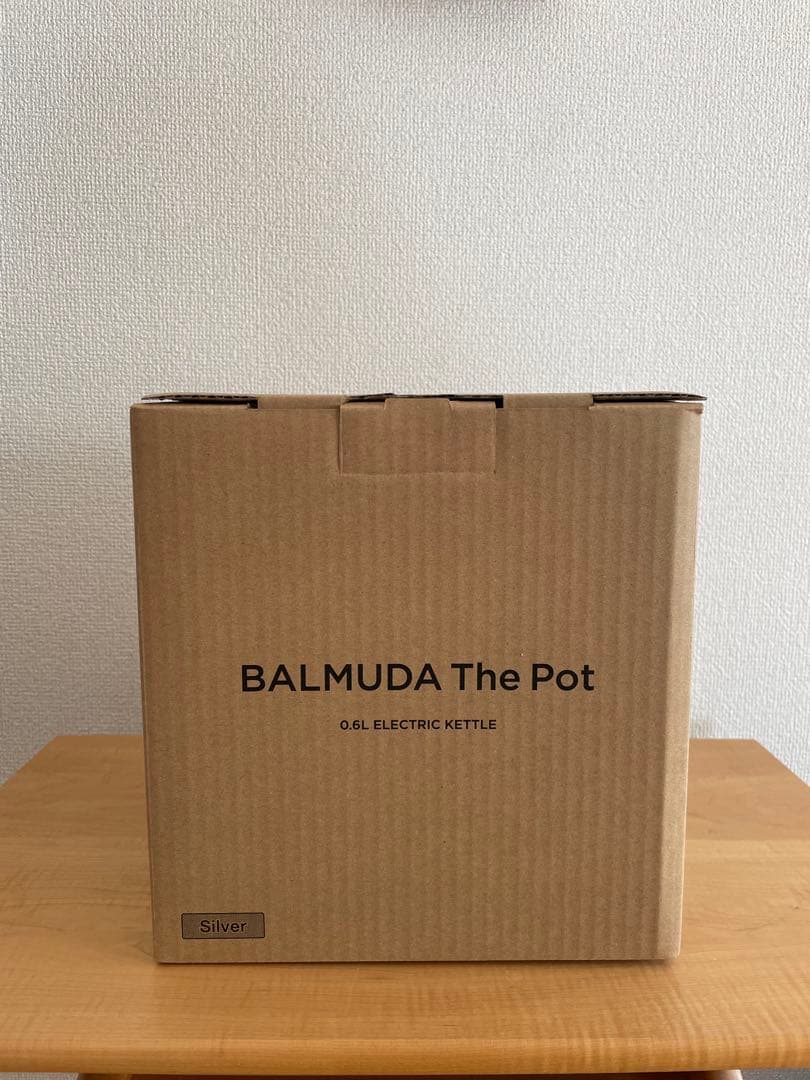 BALMUDA The Pot
0.6L ELECTRIC KETTLE
Silver